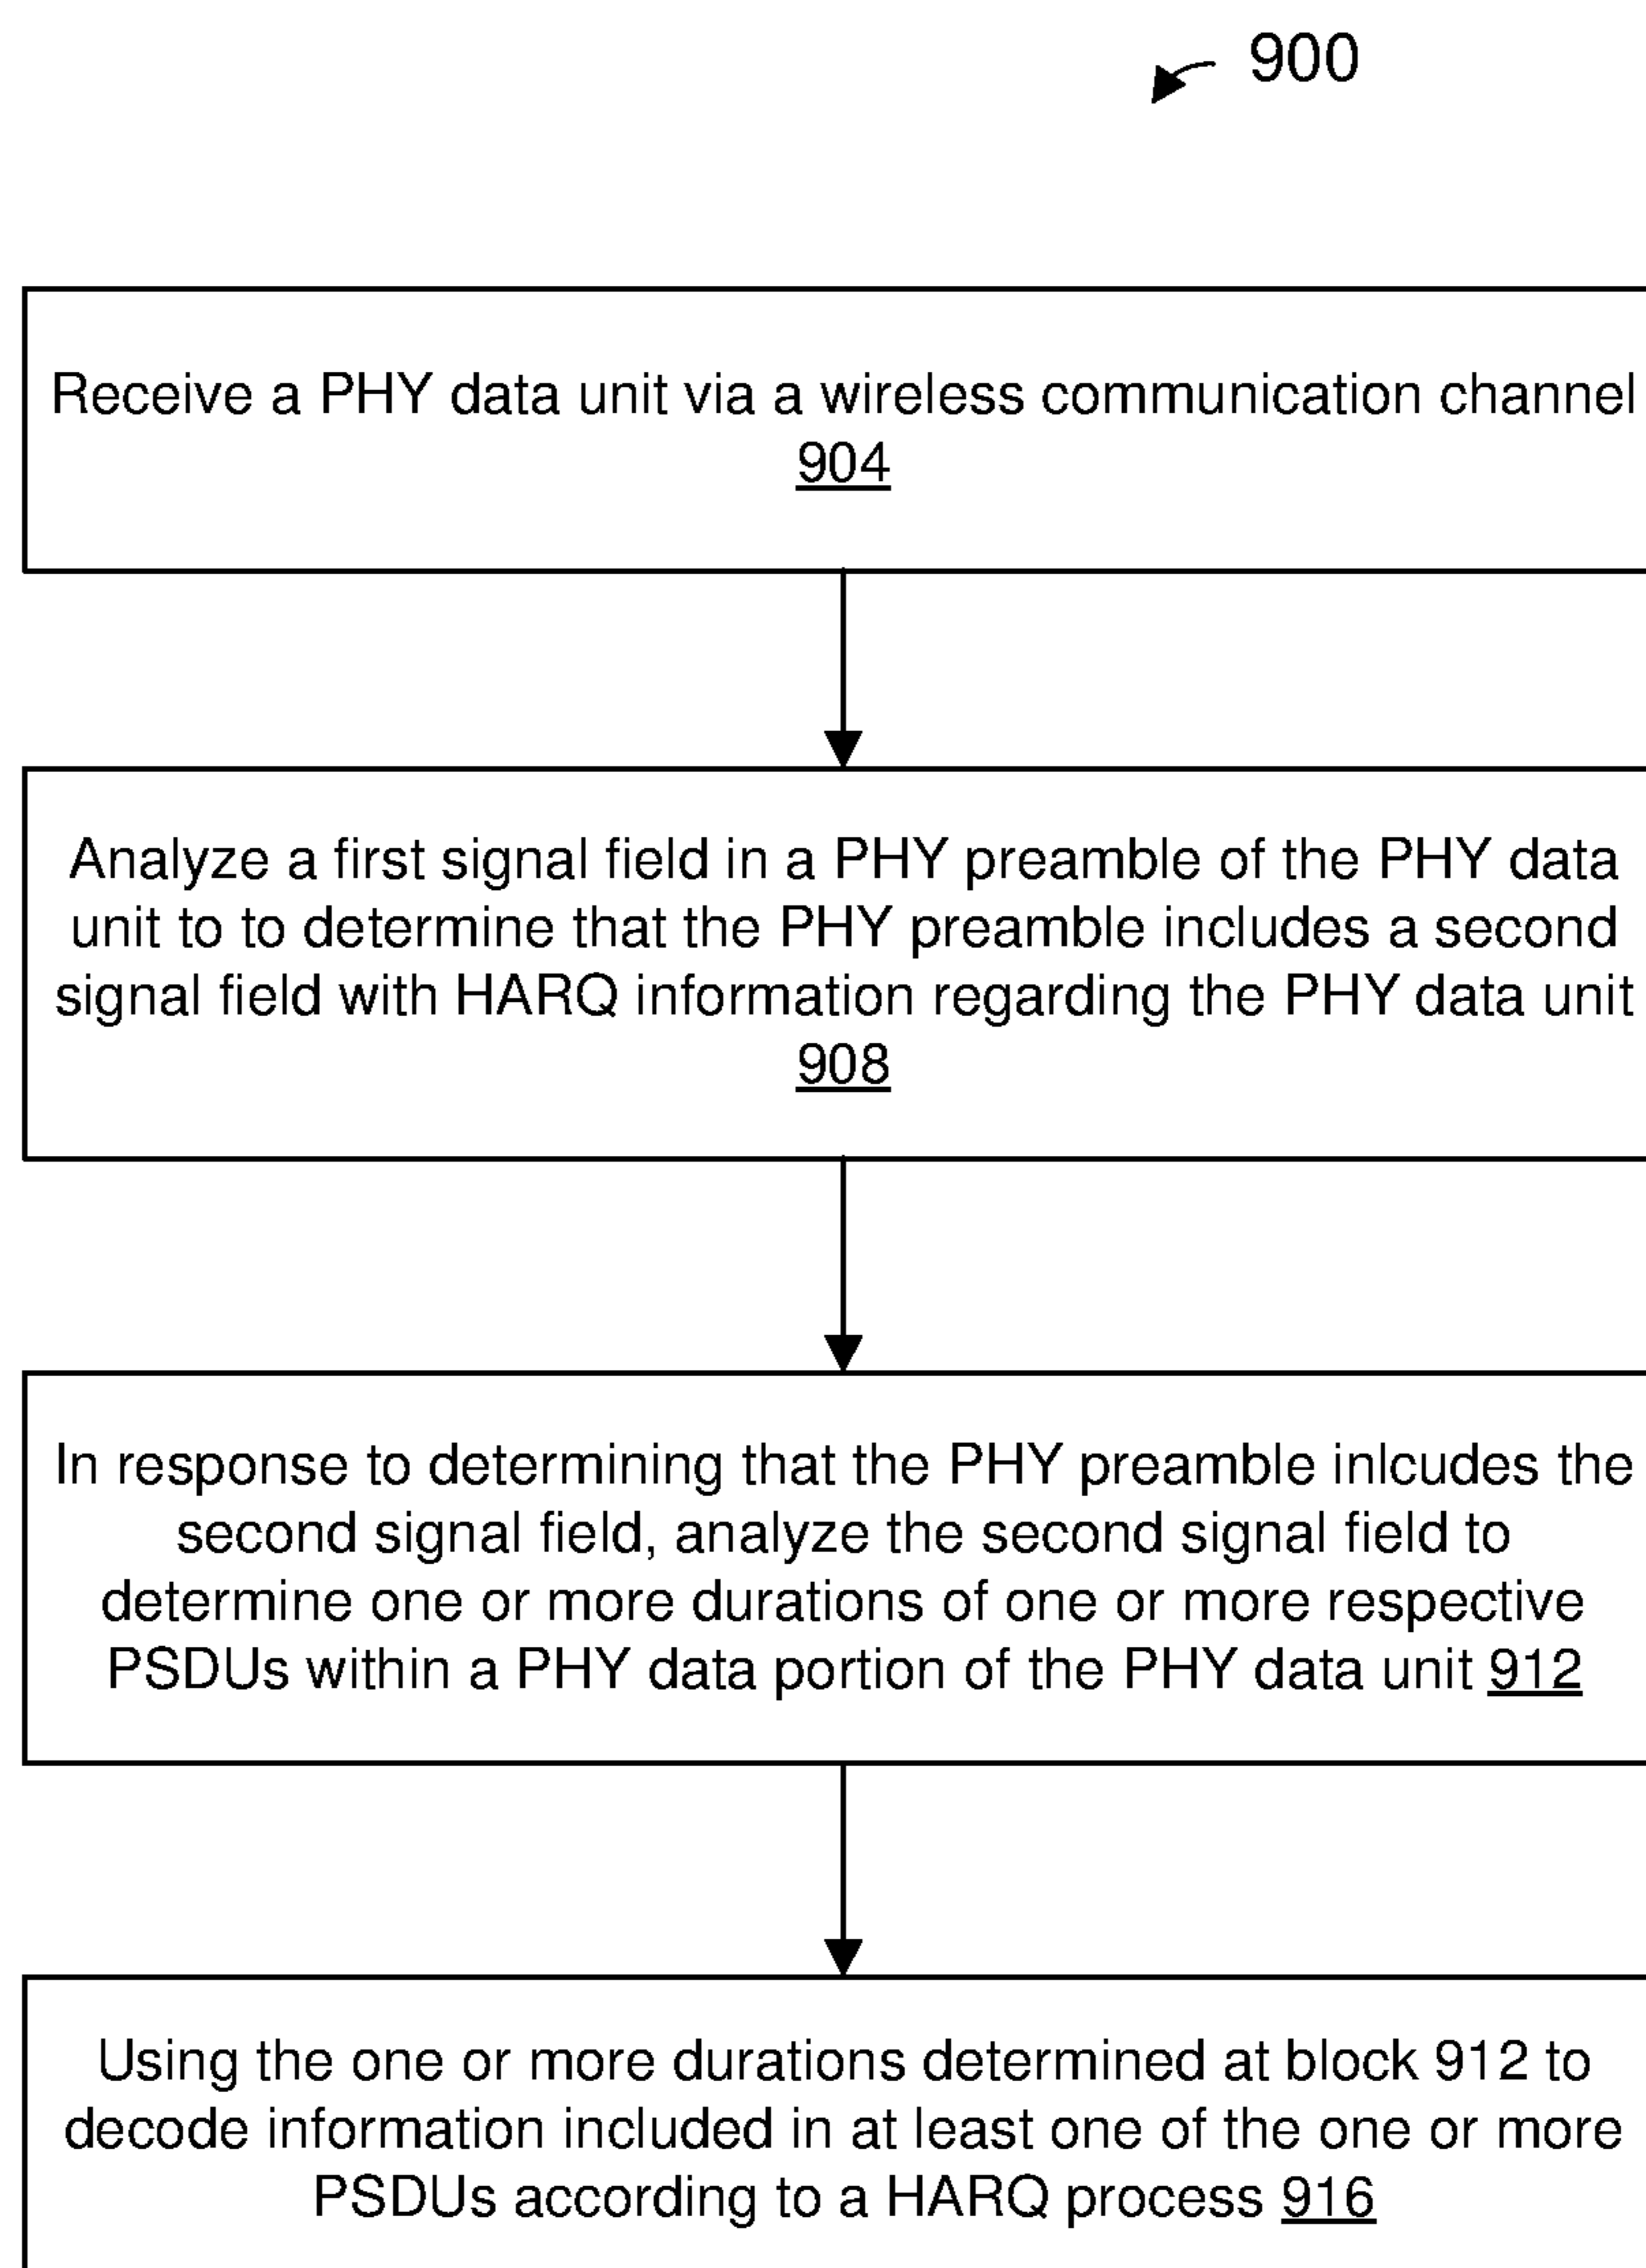 900
Receive a PHY data unit via a wireless communication channel
904
Analyze a first signal field in a PHY preamble of the PHY data
unit to to determine that the PHY preamble includes a second
signal field with HARQ information regarding the PHY data unit
908
In response to determining that the PHY preamble inlcudes the
second signal field, analyze the second signal field to
determine one or more durations of one or more respective
PSDUs within a PHY data portion of the PHY data unit 912
Using the one or more durations determined at block 912 to
decode information included in at least one of the one or more
PSDUs according to a HARQ process 916